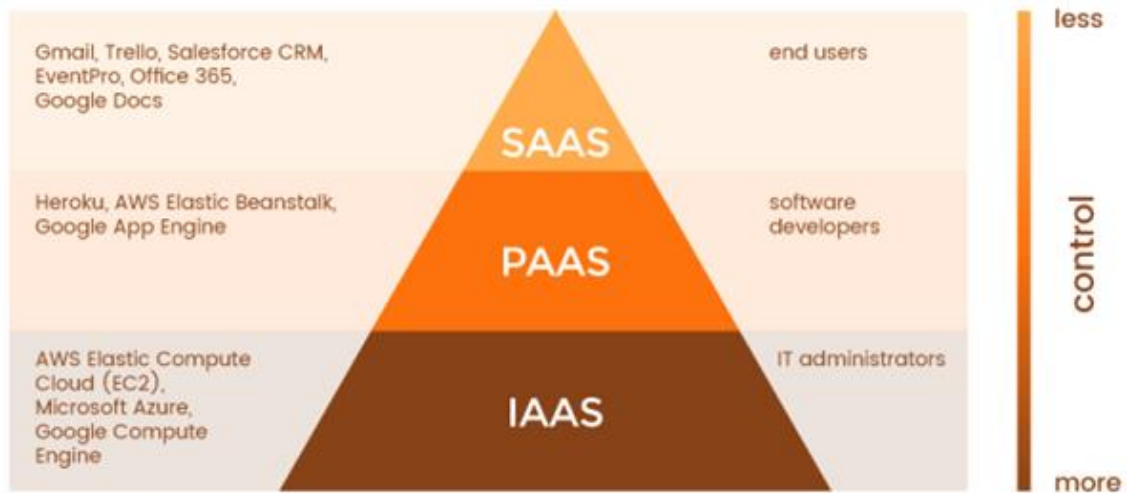 Gmail, Trello, Salesforce CRM,
EventPro, Office 365,
Google Docs
SAAS
end users
Heroku, AWS Elastic Beanstalk,
Google App Engine
PAAS
software
developers
AWS Elastic Compute
Cloud (EC2),
Microsoft Azure,
Google Compute
Engine
IAAS
IT administrators
less
control
more